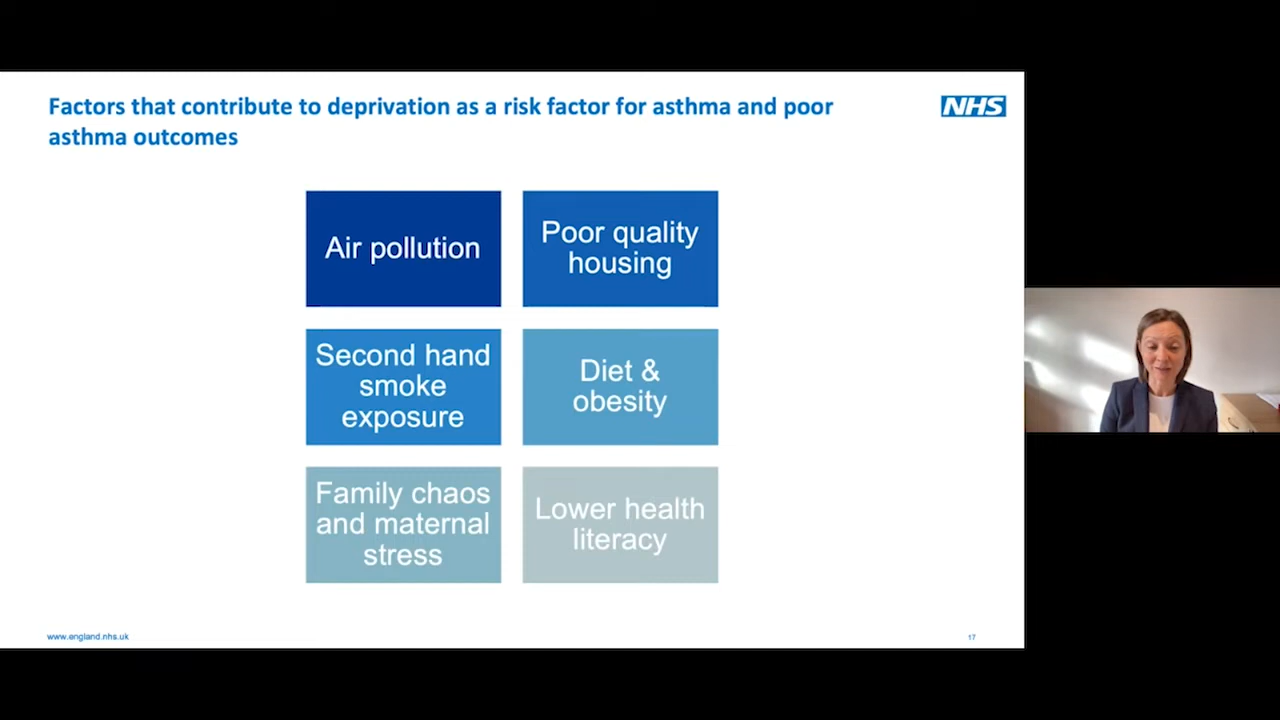 Factors that contribute to deprivation as a risk factor for asthma and poor
asthma outcomes
NHS
Air pollution
Poor quality
housing
Second hand
smoke
exposure
Diet &
obesity
Family chaos
and maternal
stress
Lower health
literacy
www.england.nhs.uk
17